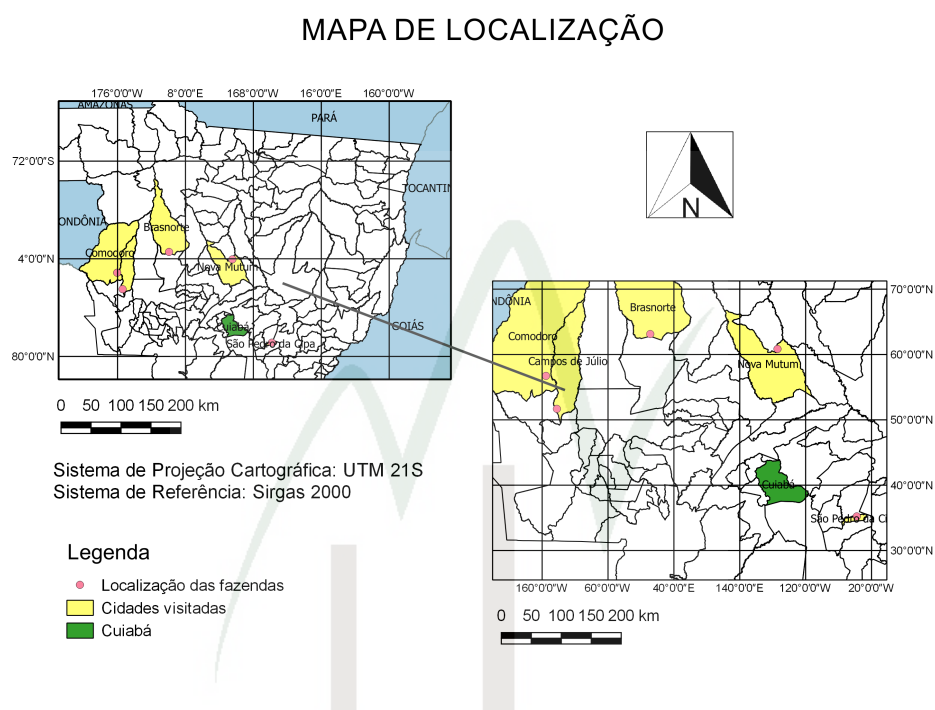 MAPA DE LOCALIZAÇÃO
176°0'0"W 8°0'0"E 168°0'0"W 16°0'0"E 160°0'0"W
AMAZONAS
PARÁ
72°0'0"S
TOCANTIN
ONDÔNIA
Brasnorte
Comodoro
4°0'0"N
Nova Mutum
Cuiabá
GOIÁS
São Pedro da Cipa
80°0'0"N
0 50 100 150 200 km
N
70°0'0"N
NDÔNIA
Brasnorte
Comodoro
60°0'0"N
Campos de Júlio
Nova Mutum
50°0'0"N
Cuiabá
40°0'0"N
São Pedro da Ci
30°0'0"N
160°0'0"W 60°0'0"W 40°0'0"E 140°0'0"E 120°0'0"W 20°0'0"W
0 50 100 150 200 km
Sistema de Projeção Cartográfica: UTM 21S
Sistema de Referência: Sirgas 2000
Legenda
Localização das fazendas
Cidades visitadas
Cuiabá